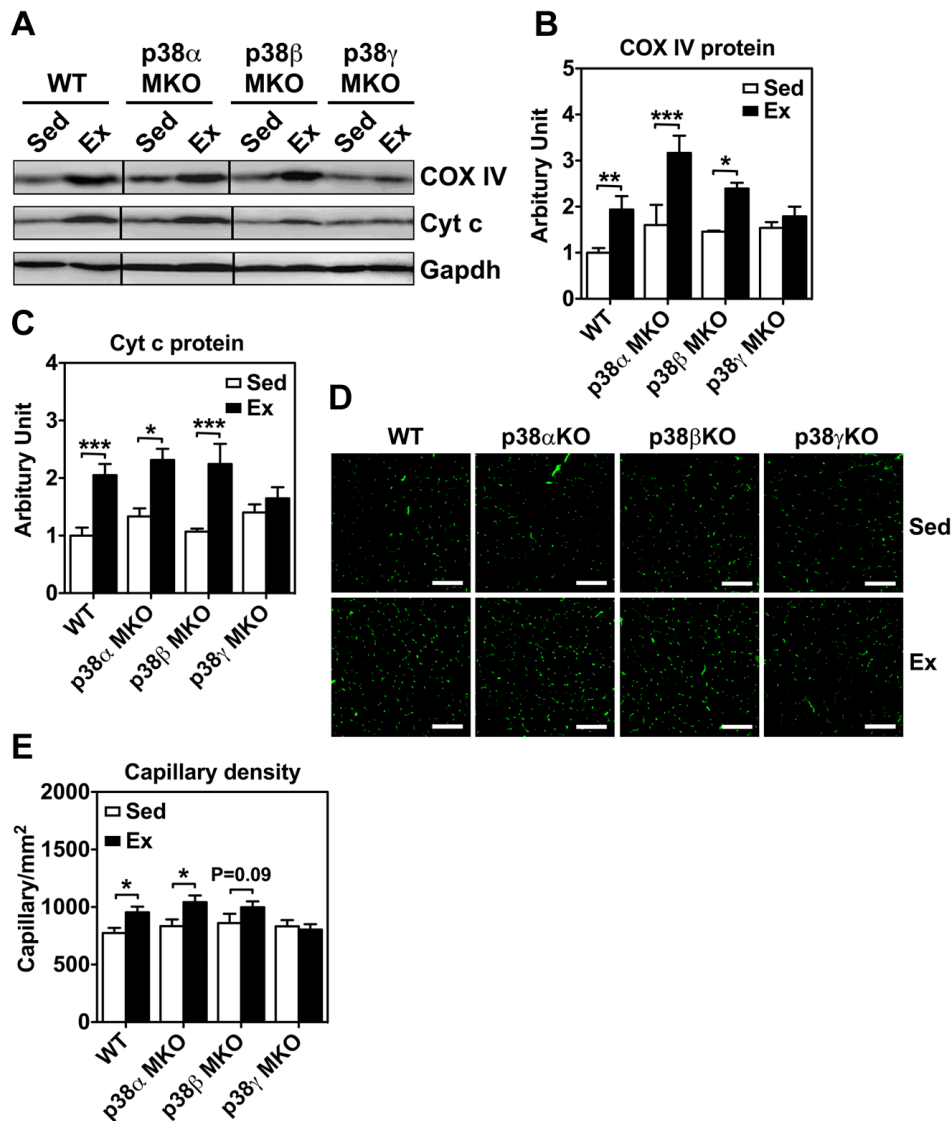 A
WT
p38α MKO
p38β MKO
p38γ MKO
Sed Ex Sed Ex Sed Ex Sed Ex
COX IV
Cyt c
Gapdh
B
COX IV protein
Arbitury Unit
5
4
3
2
1
0
Sed
Ex
**
***
*
WT
p38α MKO
p38β MKO
p38γ MKO
C
Cyt c protein
Arbitury Unit
4
3
2
1
0
Sed
Ex
***
*
***
WT
p38α MKO
p38β MKO
p38γ MKO
D
WT p38αKO p38βKO p38γKO
Sed
Ex
E
Capillary density
Capillary/mm²
2000
1500
1000
500
0
Sed
Ex
*
*
P=0.09
WT
p38α MKO
p38β MKO
p38γ MKO